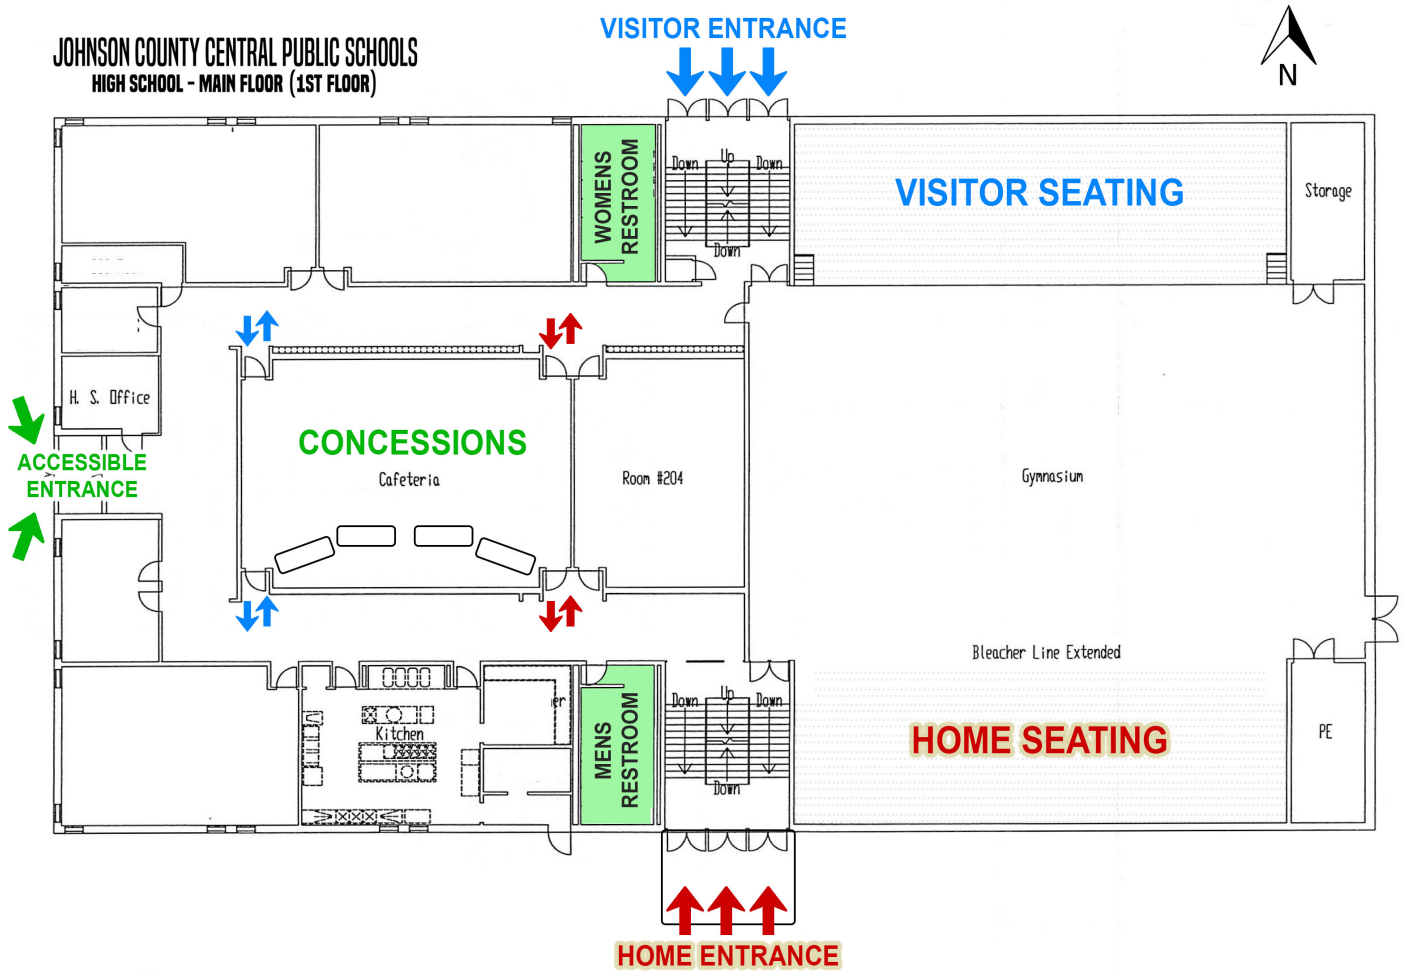 VISITOR ENTRANCE
JOHNSON COUNTY CENTRAL PUBLIC SCHOOLS
HIGH SCHOOL - MAIN FLOOR (1ST FLOOR)
N
WOMENS
RESTROOM
Down
Up
Down
Down
VISITOR SEATING
Storage
H. S. Office
ACCESSIBLE
ENTRANCE
CONCESSIONS
Cafeteria
Room #204
Gymnasium
Bleacher Line Extended
Kitchen
er
MENS
RESTROOM
Down
Up
Down
Down
HOME SEATING
PE
HOME ENTRANCE